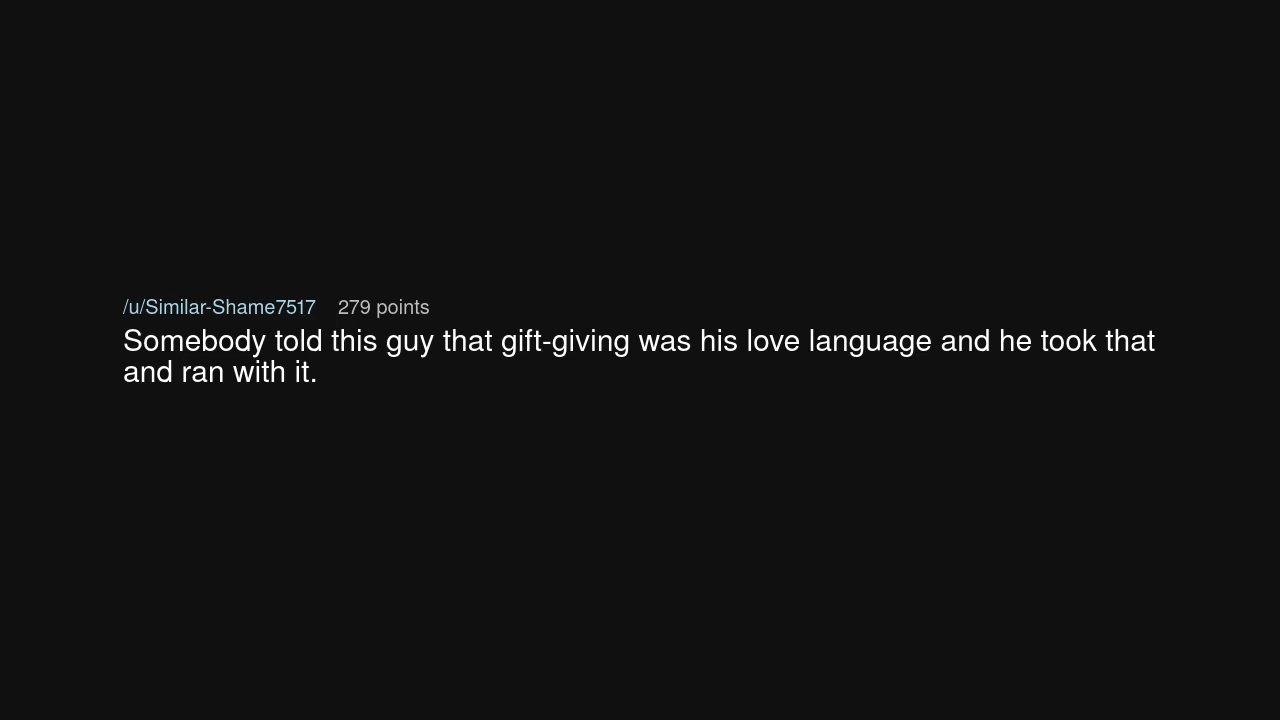 /u/Similar-Shame7517 279 points
Somebody told this guy that gift-giving was his love language and he took that
and ran with it.